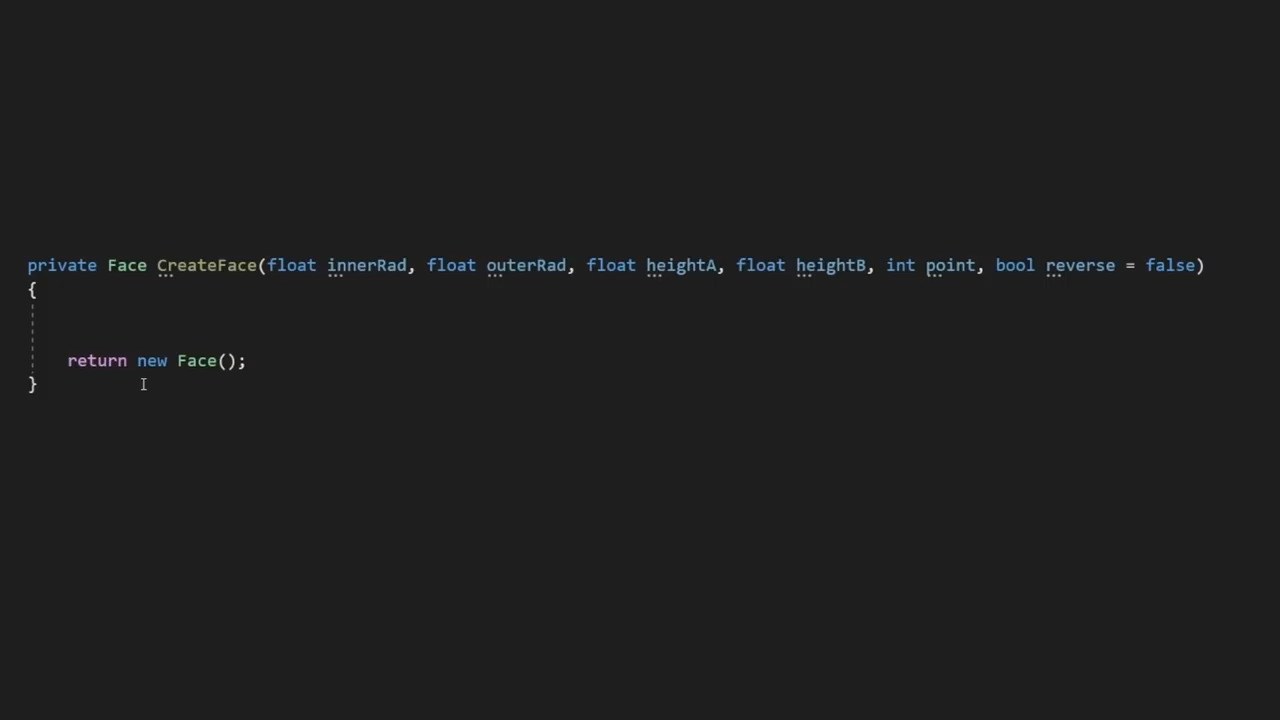 private Face CreateFace(float innerRad, float outerRad, float heightA, float heightB, int point, bool reverse = false)
{
return new Face();
}